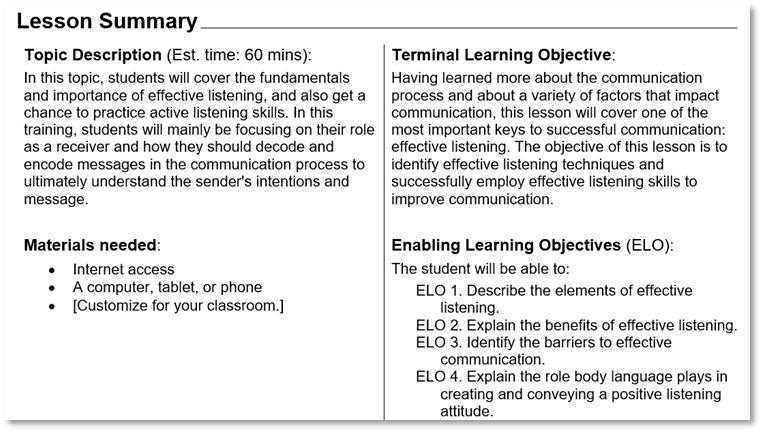 Lesson Summary
Topic Description (Est. time: 60 mins):
In this topic, students will cover the fundamentals
and importance of effective listening, and also get a
chance to practice active listening skills. In this
training, students will mainly be focusing on their role
as a receiver and how they should decode and
encode messages in the communication process to
ultimately understand the sender's intentions and
message.
Materials needed:
• Internet access
• A computer, tablet, or phone
• [Customize for your classroom.]
Terminal Learning Objective:
Having learned more about the communication
process and about a variety of factors that impact
communication, this lesson will cover one of the
most important keys to successful communication:
effective listening. The objective of this lesson is to
identify effective listening techniques and
successfully employ effective listening skills to
improve communication.
Enabling Learning Objectives (ELO):
The student will be able to:
ELO 1. Describe the elements of effective
listening.
ELO 2. Explain the benefits of effective listening.
ELO 3. Identify the barriers to effective
communication.
ELO 4. Explain the role body language plays in
creating and conveying a positive listening
attitude.